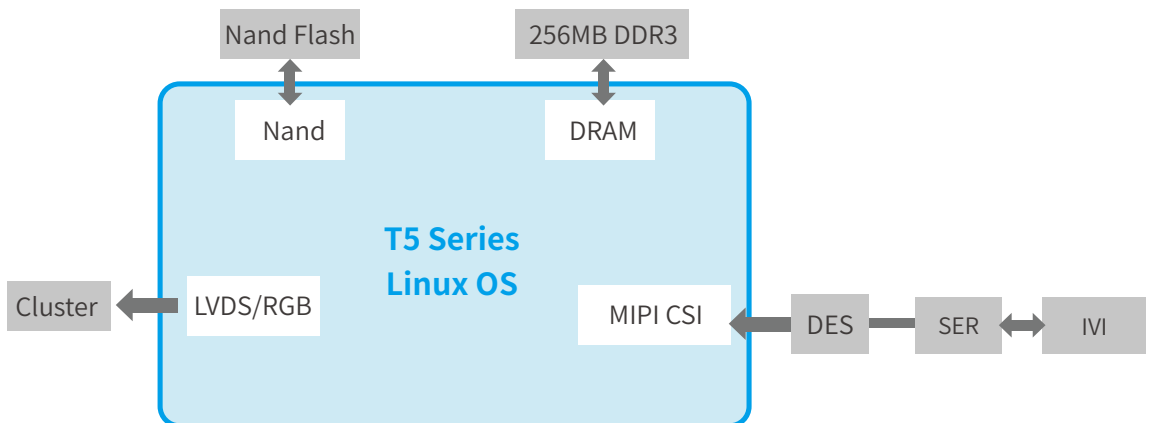 Nand Flash
256MB DDR3
Nand
DRAM
T5 Series
Linux OS
Cluster
LVDS/RGB
MIPI CSI
DES
SER
IVI